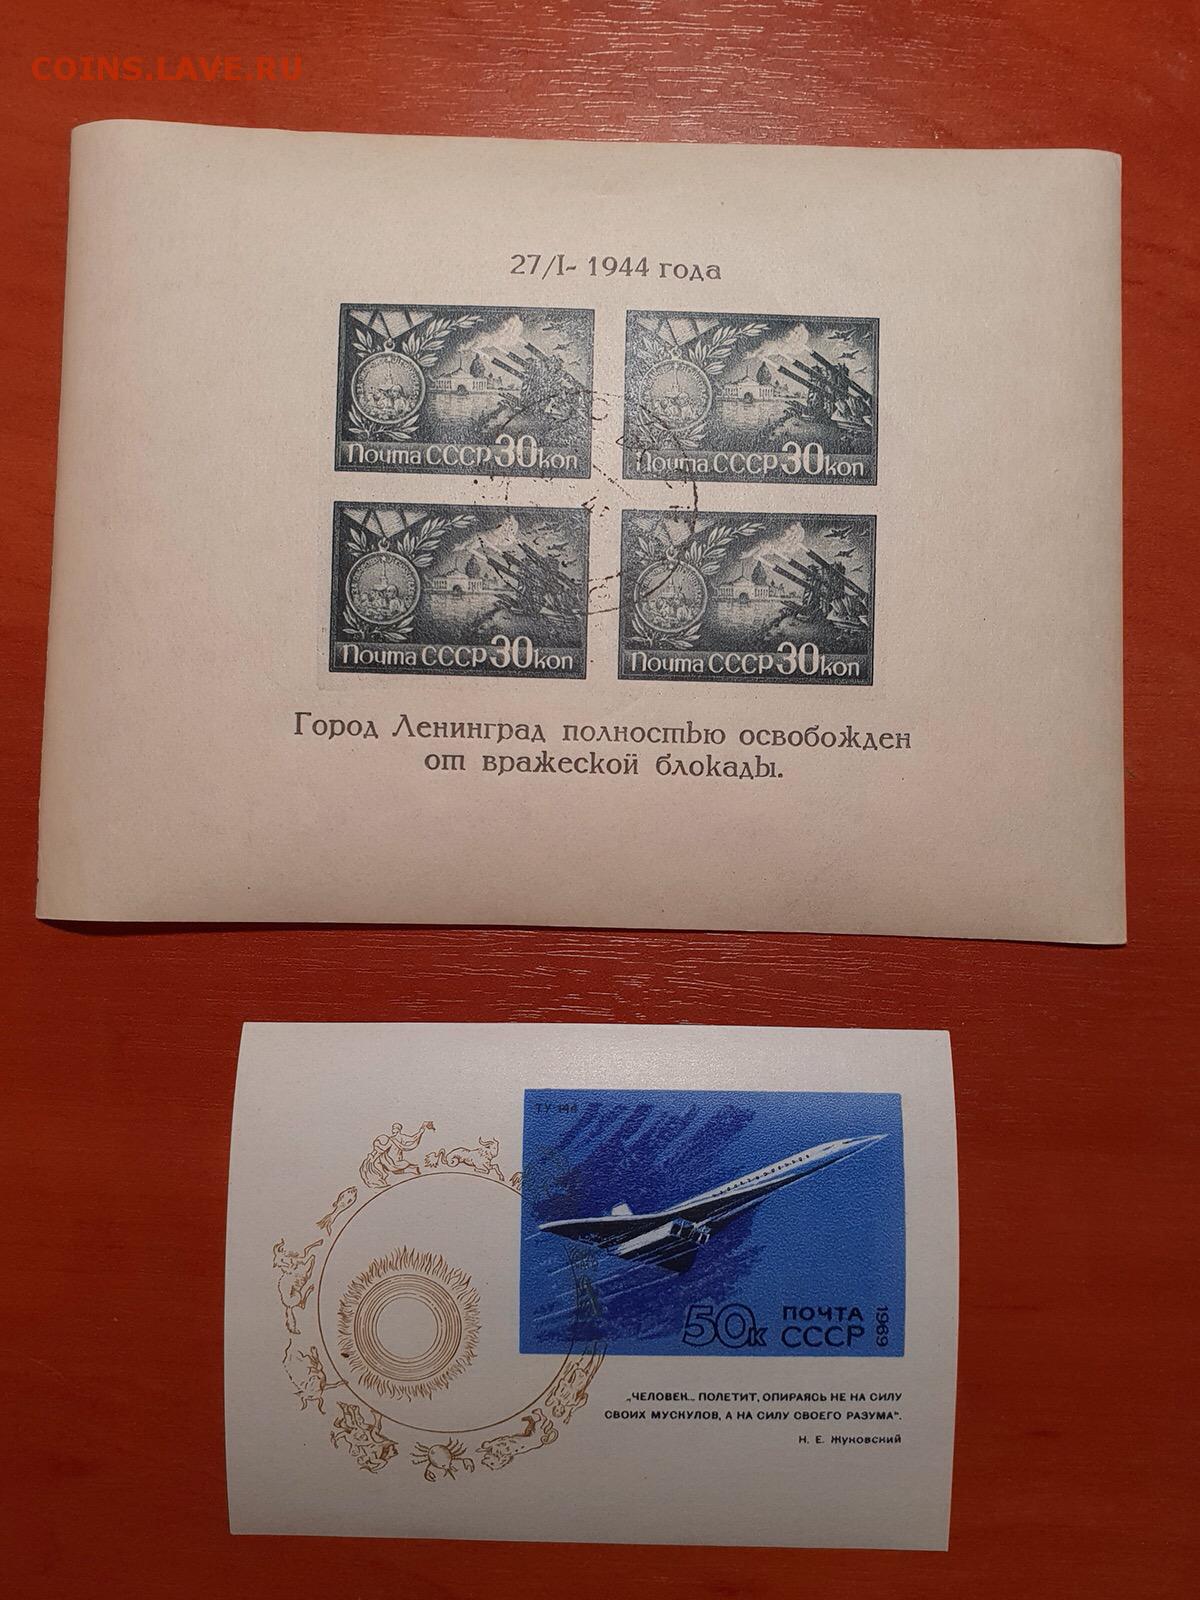 COINS.LAVE.RU
27/I- 1944 года
Почта СССР 30 коп
Почта СССР 30 коп
Почта СССР 30 коп
Почта СССР 30 коп
Город Ленинград полностью освобожден
от вражеской блокады.
ТУ-144
50к
ПОЧТА
СССР
1969
„ЧЕЛОВЕК... ПОЛЕТИТ, ОПИРАЯСЬ НЕ НА СИЛУ
СВОИХ МУСКУЛОВ, А НА СИЛУ СВОЕГО РАЗУМА“.
Н. Е. Жуковский